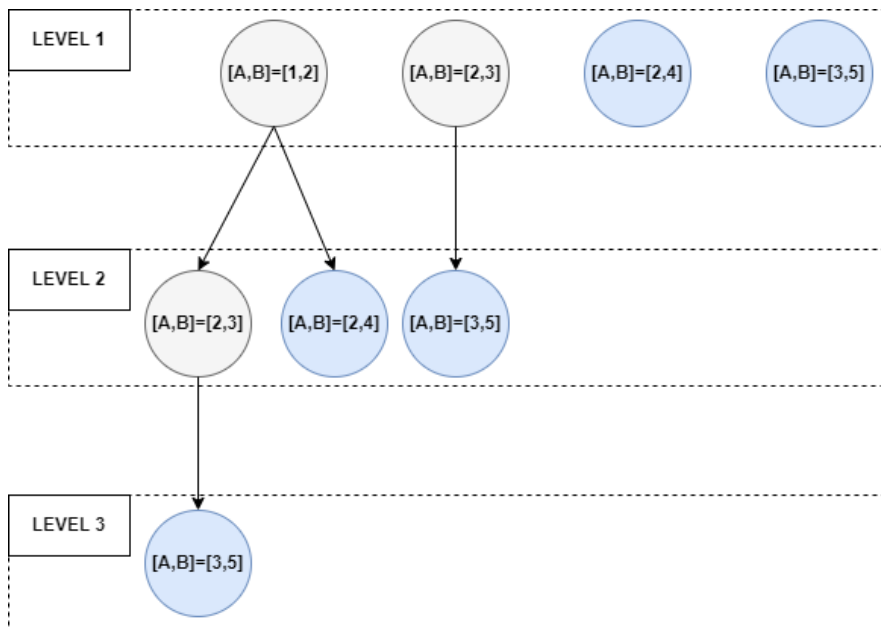 LEVEL 1
[A,B]=[1,2]
[A,B]=[2,3]
[A,B]=[2,4]
[A,B]=[3,5]
LEVEL 2
[A,B]=[2,3]
[A,B]=[2,4]
[A,B]=[3,5]
LEVEL 3
[A,B]=[3,5]